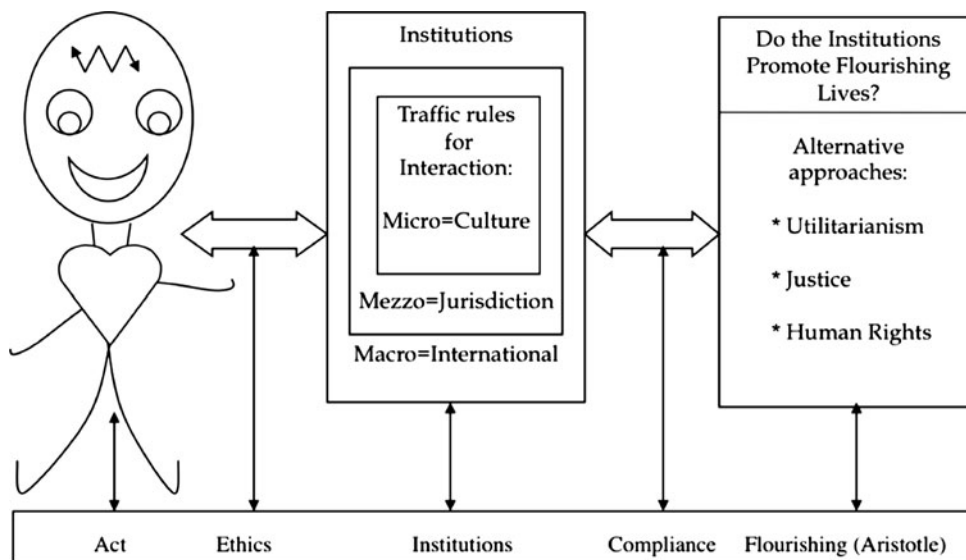 Institutions
Traffic rules
for
Interaction:
Micro=Culture
Mezzo=Jurisdiction
Macro=International
Do the Institutions
Promote Flourishing
Lives?
Alternative
approaches:
* Utilitarianism
* Justice
* Human Rights
Act Ethics Institutions Compliance Flourishing (Aristotle)